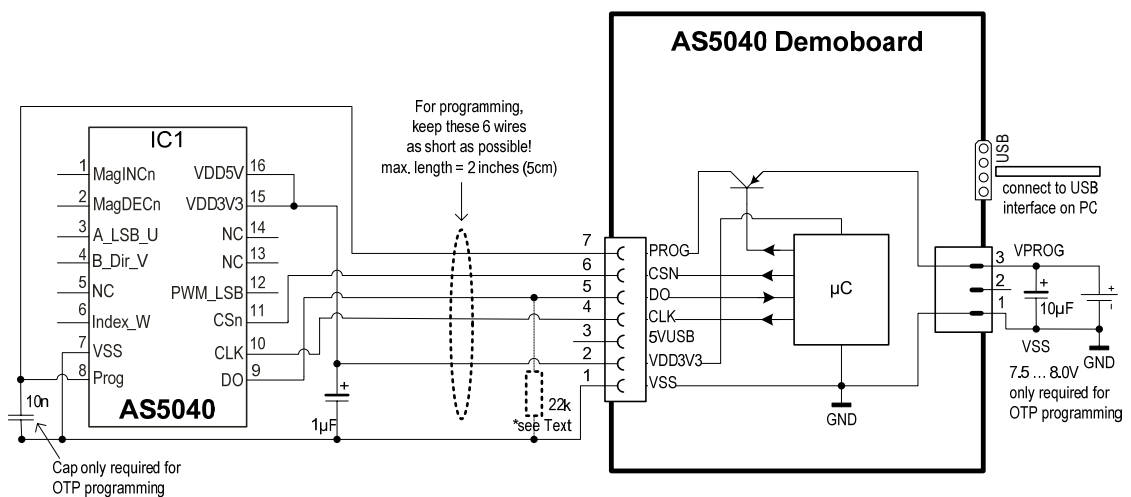 AS5040 Demoboard
For programming,
keep these 6 wires
as short as possible!
max. length = 2 inches (5cm)
IC1
1 MagINCn VDD5V 16
2 MagDECn VDD3V3 15
3 A_LSB_U NC 14
4 B_Dir_V NC 13
5 NC PWM_LSB 12
6 Index_W CSn 11
7 VSS CLK 10
8 Prog DO 9
AS5040
10n
Cap only required for
OTP programming
+
1µF
22k
*see Text
7 PROG
6 CSN
5 DO
4 CLK
3 5VUSB
2 VDD3V3
1 VSS
µC
GND
USB
connect to USB
interface on PC
3 VPROG
2
1
+
10µF
+
-
VSS
GND
7.5 ... 8.0V
only required for
OTP programming